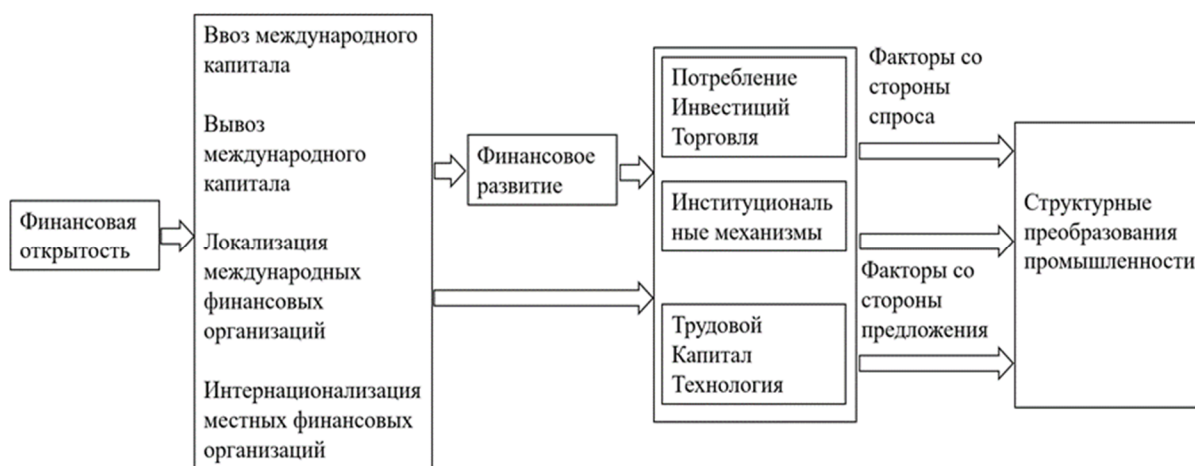 Финансовая
открытость
Ввоз международного
капитала
Вывоз
международного
капитала
Локализация
международных
финансовых
организаций
Интернационализация
местных финансовых
организаций
Финансовое
развитие
Потребление
Инвестиций
Торговля
Институциональ
ные механизмы
Трудовой
Капитал
Технология
Факторы со
стороны
спроса
Факторы со
стороны
предложения
Структурные
преобразования
промышленности